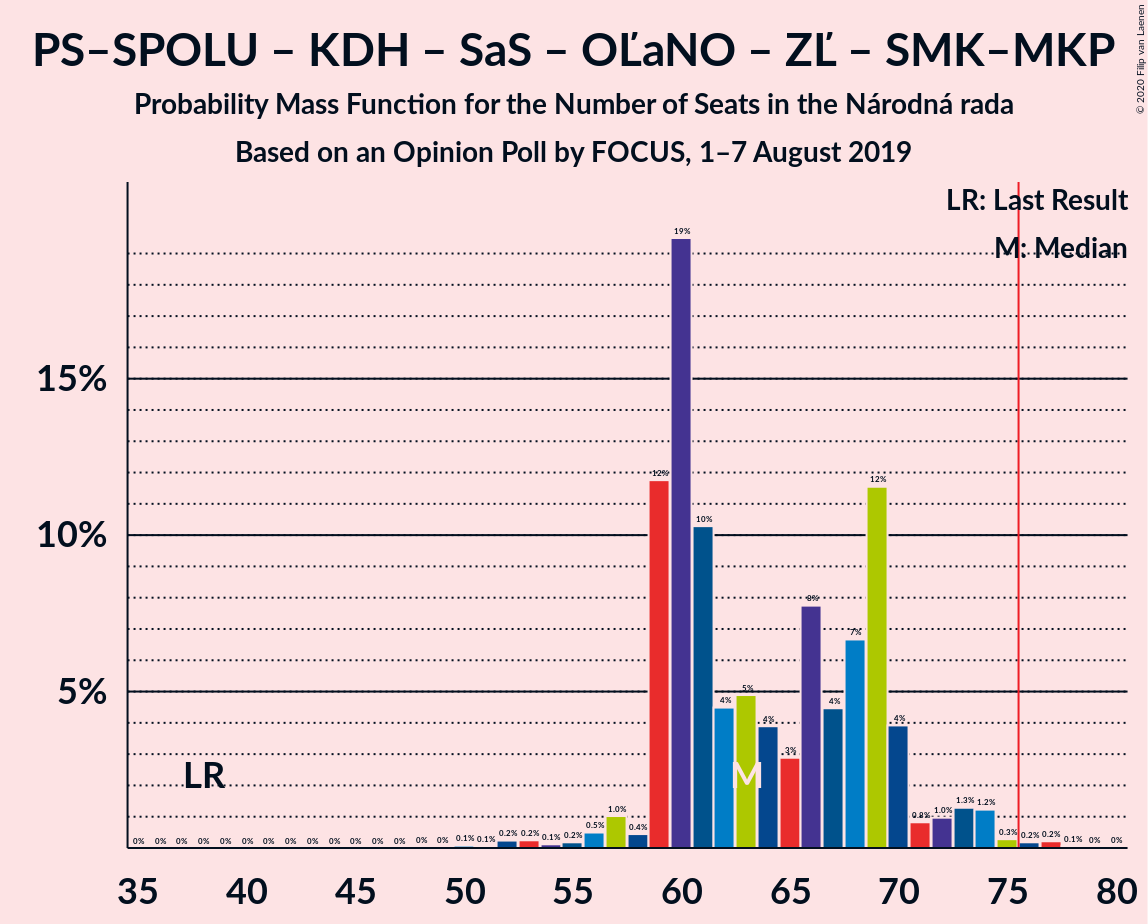 PS–SPOLU – KDH – SaS – OĽaNO – ZĽ – SMK–MKP
Probability Mass Function for the Number of Seats in the Národná rada
Based on an Opinion Poll by FOCUS, 1–7 August 2019
© 2020 Filip van Laenen
LR: Last Result
M: Median
15%
10%
5%
0% 0% 0% 0% 0% 0% 0% 0% 0% 0% 0% 0% 0% 0% 0% 0.1% 0.1% 0.2% 0.2% 0.1% 0.2% 0.5% 1.0% 0.4% 12% 19% 10% 4% 5% 4% 3% 8% 4% 7% 12% 4% 0.8% 1.0% 1.3% 1.2% 0.3% 0.2% 0.2% 0.1% 0% 0%
LR
M
35 40 45 50 55 60 65 70 75 80